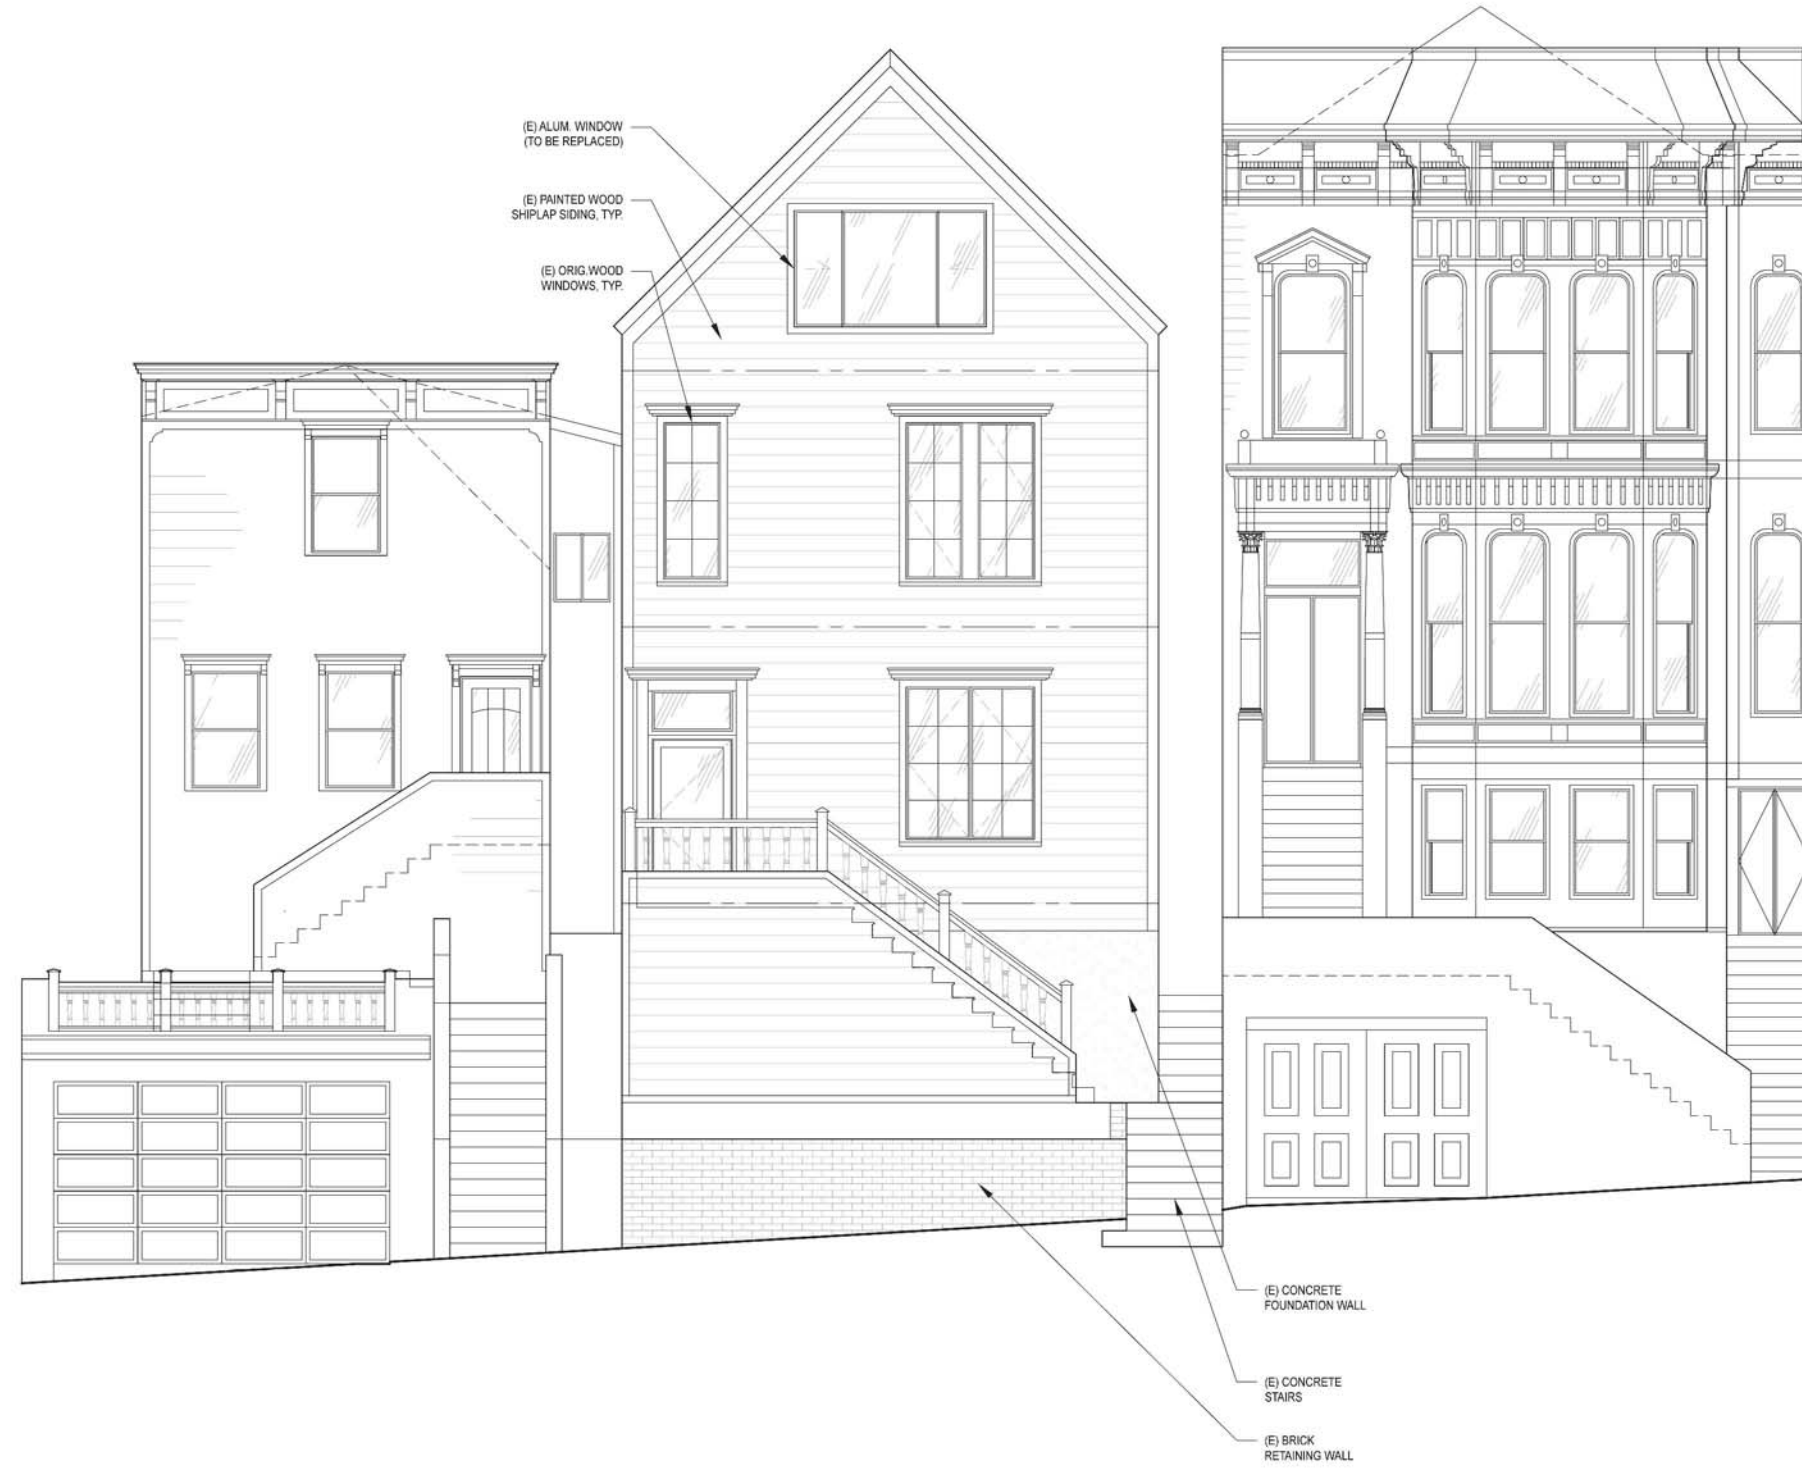 (E) ALUM. WINDOW
(TO BE REPLACED)
(E) PAINTED WOOD
SHIPLAP SIDING, TYP.
(E) ORIG.WOOD
WINDOWS, TYP.
(E) CONCRETE
FOUNDATION WALL
(E) CONCRETE
STAIRS
(E) BRICK
RETAINING WALL